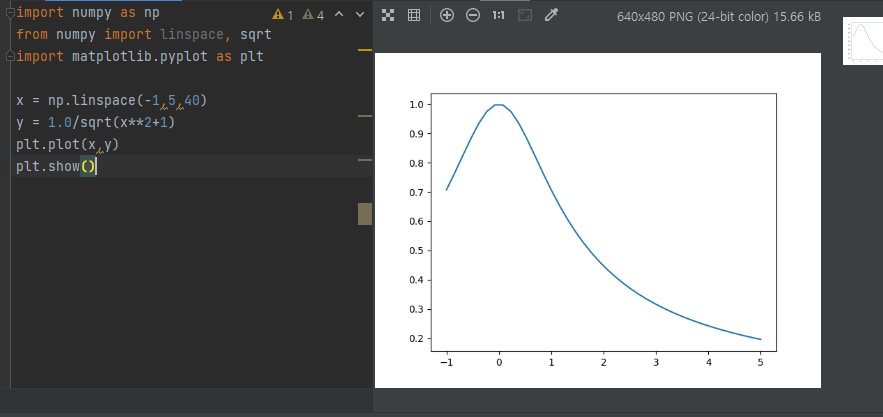 import numpy as np
1 4
from numpy import linspace, sqrt
import matplotlib.pyplot as plt
x = np.linspace(-1,5,40)
y = 1.0/sqrt(x**2+1)
plt.plot(x,y)
plt.show()
1:1
640x480 PNG (24-bit color) 15.66 kB
1.0
0.9
0.8
0.7
0.6
0.5
0.4
0.3
0.2
−1 0 1 2 3 4 5